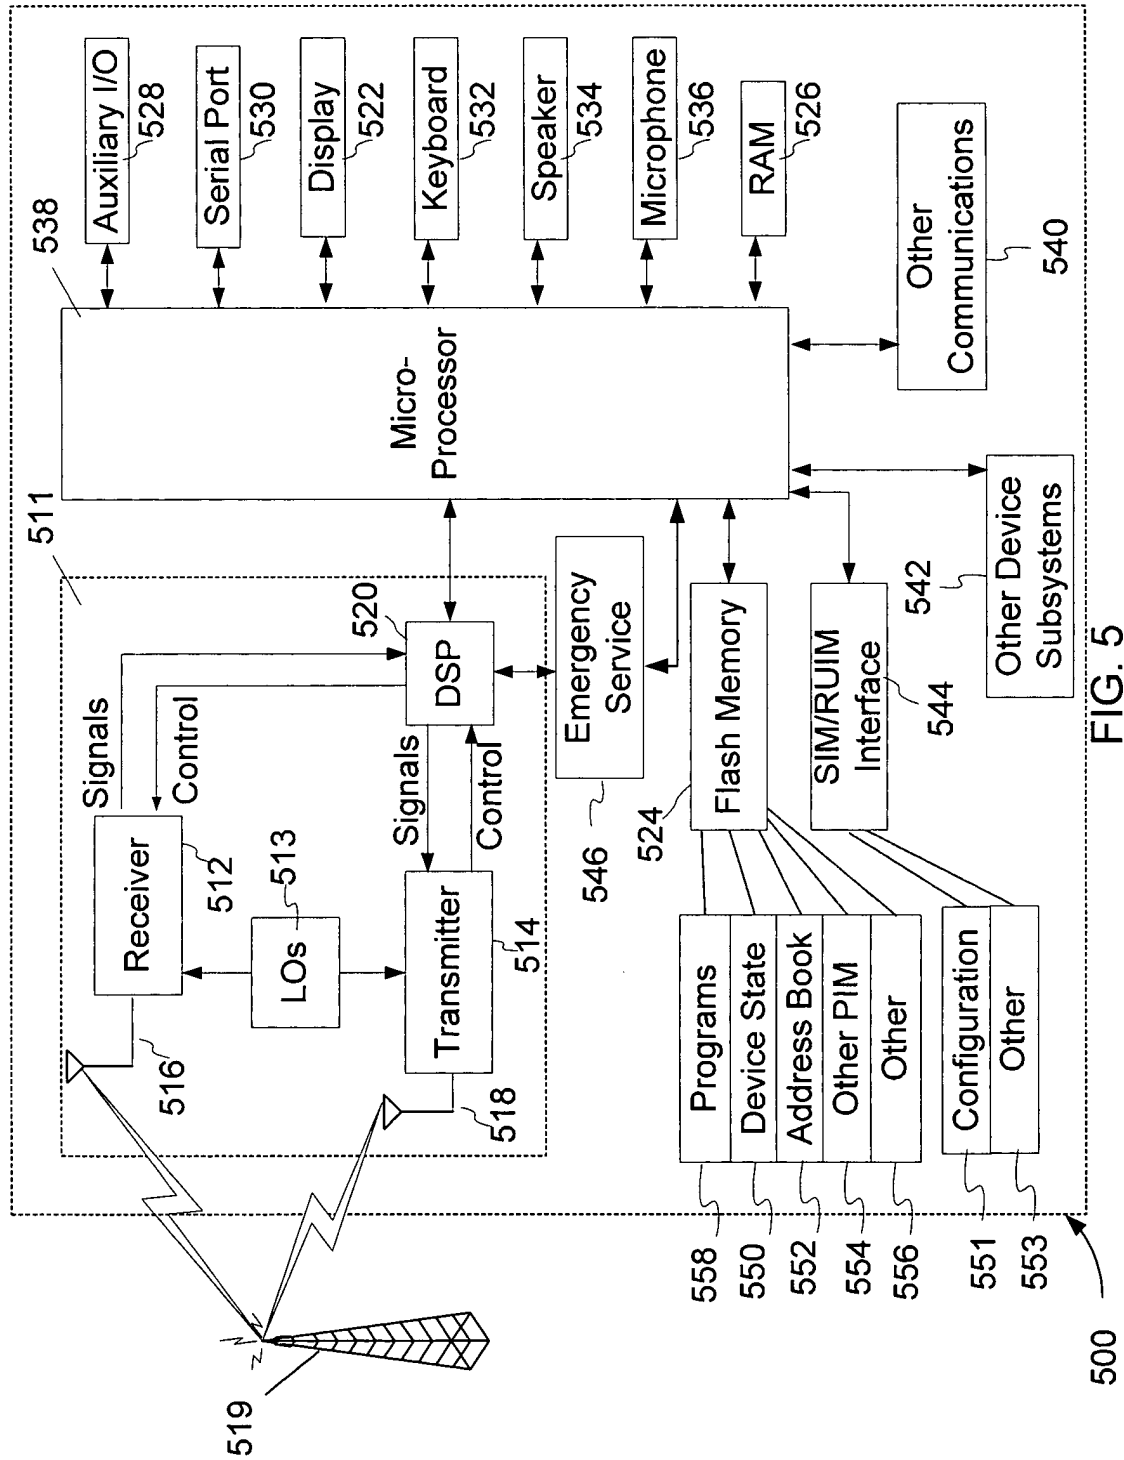 538
Auxiliary I/O
528
Serial Port
530
Display
522
Keyboard
532
Speaker
534
Microphone
536
RAM
526
Micro-
Processor
Other
Communications
540
511
Signals
Control
520
DSP
Receiver
512
513
LOs
Signals
Control
Transmitter
514
516
518
519
Emergency
Service
546
524
Flash Memory
SIM/RUIM
Interface
544
542
Other Device
Subsystems
Programs
Device State
Address Book
Other PIM
Other
Configuration
Other
558
550
552
554
556
551
553
500
FIG. 5